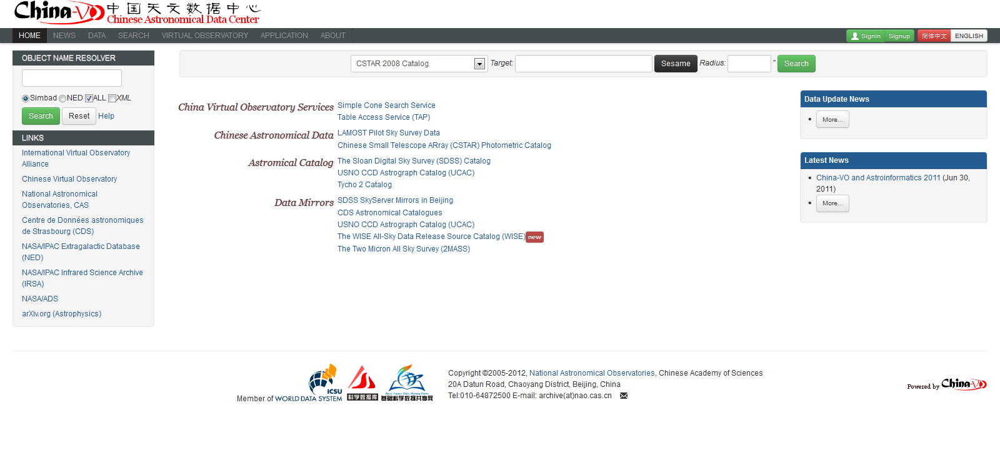 China-VO 中国天文数据中心
Chinese Astronomical Data Center
HOME NEWS DATA SEARCH VIRTUAL OBSERVATORY APPLICATION ABOUT Signin Signup 简体中文 ENGLISH
OBJECT NAME RESOLVER
Simbad NED ALL XML
Search Reset Help
LINKS
International Virtual Observatory
Alliance
Chinese Virtual Observatory
National Astronomical
Observatories, CAS
Centre de Données astronomiques
de Strasbourg (CDS)
NASA/IPAC Extragalactic Database
(NED)
NASA/IPAC Infrared Science Archive
(IRSA)
NASA/ADS
arXiv.org (Astrophysics)
CSTAR 2008 Catalog Target: Sesame Radius: " Search
China Virtual Observatory Services Simple Cone Search Service
Table Access Service (TAP)
Chinese Astronomical Data LAMOST Pilot Sky Survey Data
Chinese Small Telescope ARray (CSTAR) Photometric Catalog
Astromical Catalog The Sloan Digital Sky Survey (SDSS) Catalog
USNO CCD Astrograph Catalog (UCAC)
Tycho 2 Catalog
Data Mirrors SDSS SkyServer Mirrors in Beijing
CDS Astronomical Catalogues
USNO CCD Astrograph Catalog (UCAC)
The WISE All-Sky Data Release Source Catalog (WISE) new
The Two Micron All Sky Survey (2MASS)
Data Update News
More...
Latest News
China-VO and Astroinformatics 2011 (Jun 30,
2011)
More...
Member of ICSU WORLD DATA SYSTEM
科学数据库
Basic Science Data Sharing Center
基础科学数据共享网
Copyright ©2005-2012, National Astronomical Observatories, Chinese Academy of Sciences
20A Datun Road, Chaoyang District, Beijing, China
Tel:010-64872500 E-mail: archive(at)nao.cas.cn
Powered by China-VO